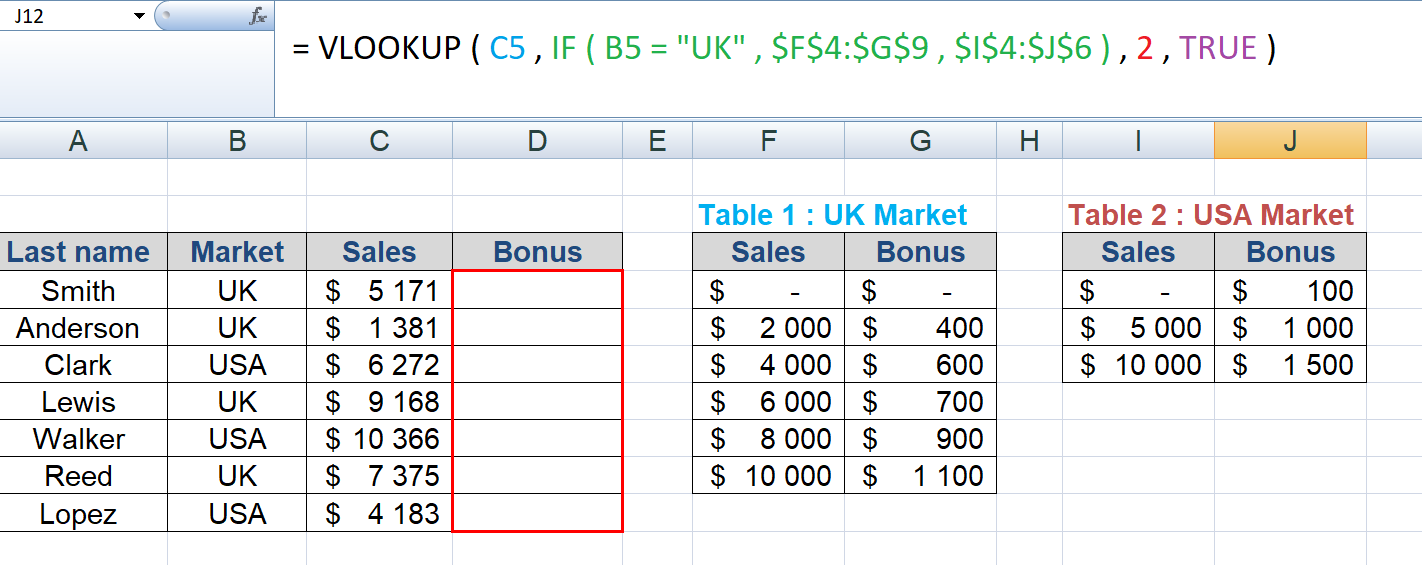 J12 fx = VLOOKUP ( C5 , IF ( B5 = "UK" , $F$4:$G$9 , $I$4:$J$6 ) , 2 , TRUE )
A B C D E F G H I J
Table 1 : UK Market Table 2 : USA Market
Last name Market Sales Bonus Sales Bonus Sales Bonus
Smith UK $ 5 171 $ - $ - $ - $ 100
Anderson UK $ 1 381 $ 2 000 $ 400 $ 5 000 $ 1 000
Clark USA $ 6 272 $ 4 000 $ 600 $ 10 000 $ 1 500
Lewis UK $ 9 168 $ 6 000 $ 700
Walker USA $ 10 366 $ 8 000 $ 900
Reed UK $ 7 375 $ 10 000 $ 1 100
Lopez USA $ 4 183